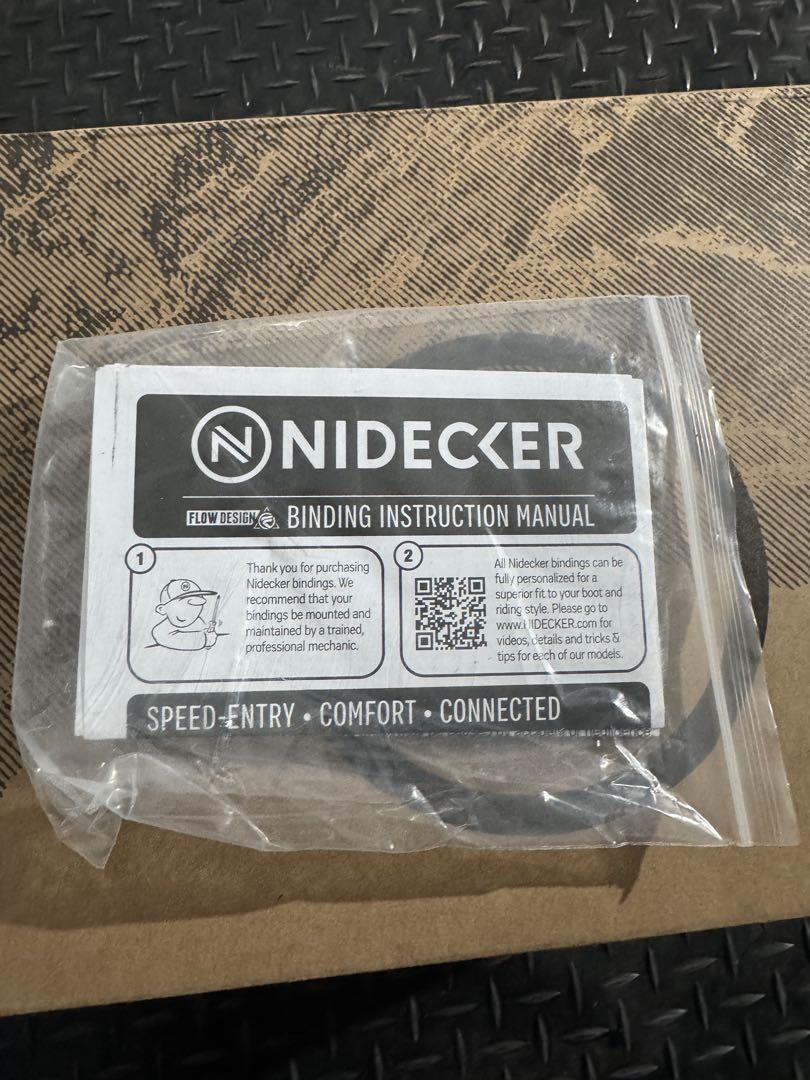 NIDECKER
FLOW DESIGN BINDING INSTRUCTION MANUAL
1
Thank you for purchasing
Nidecker bindings. We
recommend that your
bindings be mounted and
maintained by a trained,
professional mechanic.
2
All Nidecker bindings can be
fully personalized for a
superior fit to your boot and
riding style. Please go to
www.NIDECKER.com for
videos, details and tricks &
tips for each of our models.
SPEED-ENTRY • COMFORT • CONNECTED